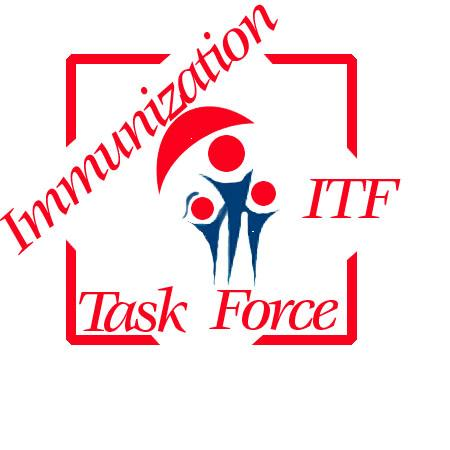 Immunization
ITF
Task Force